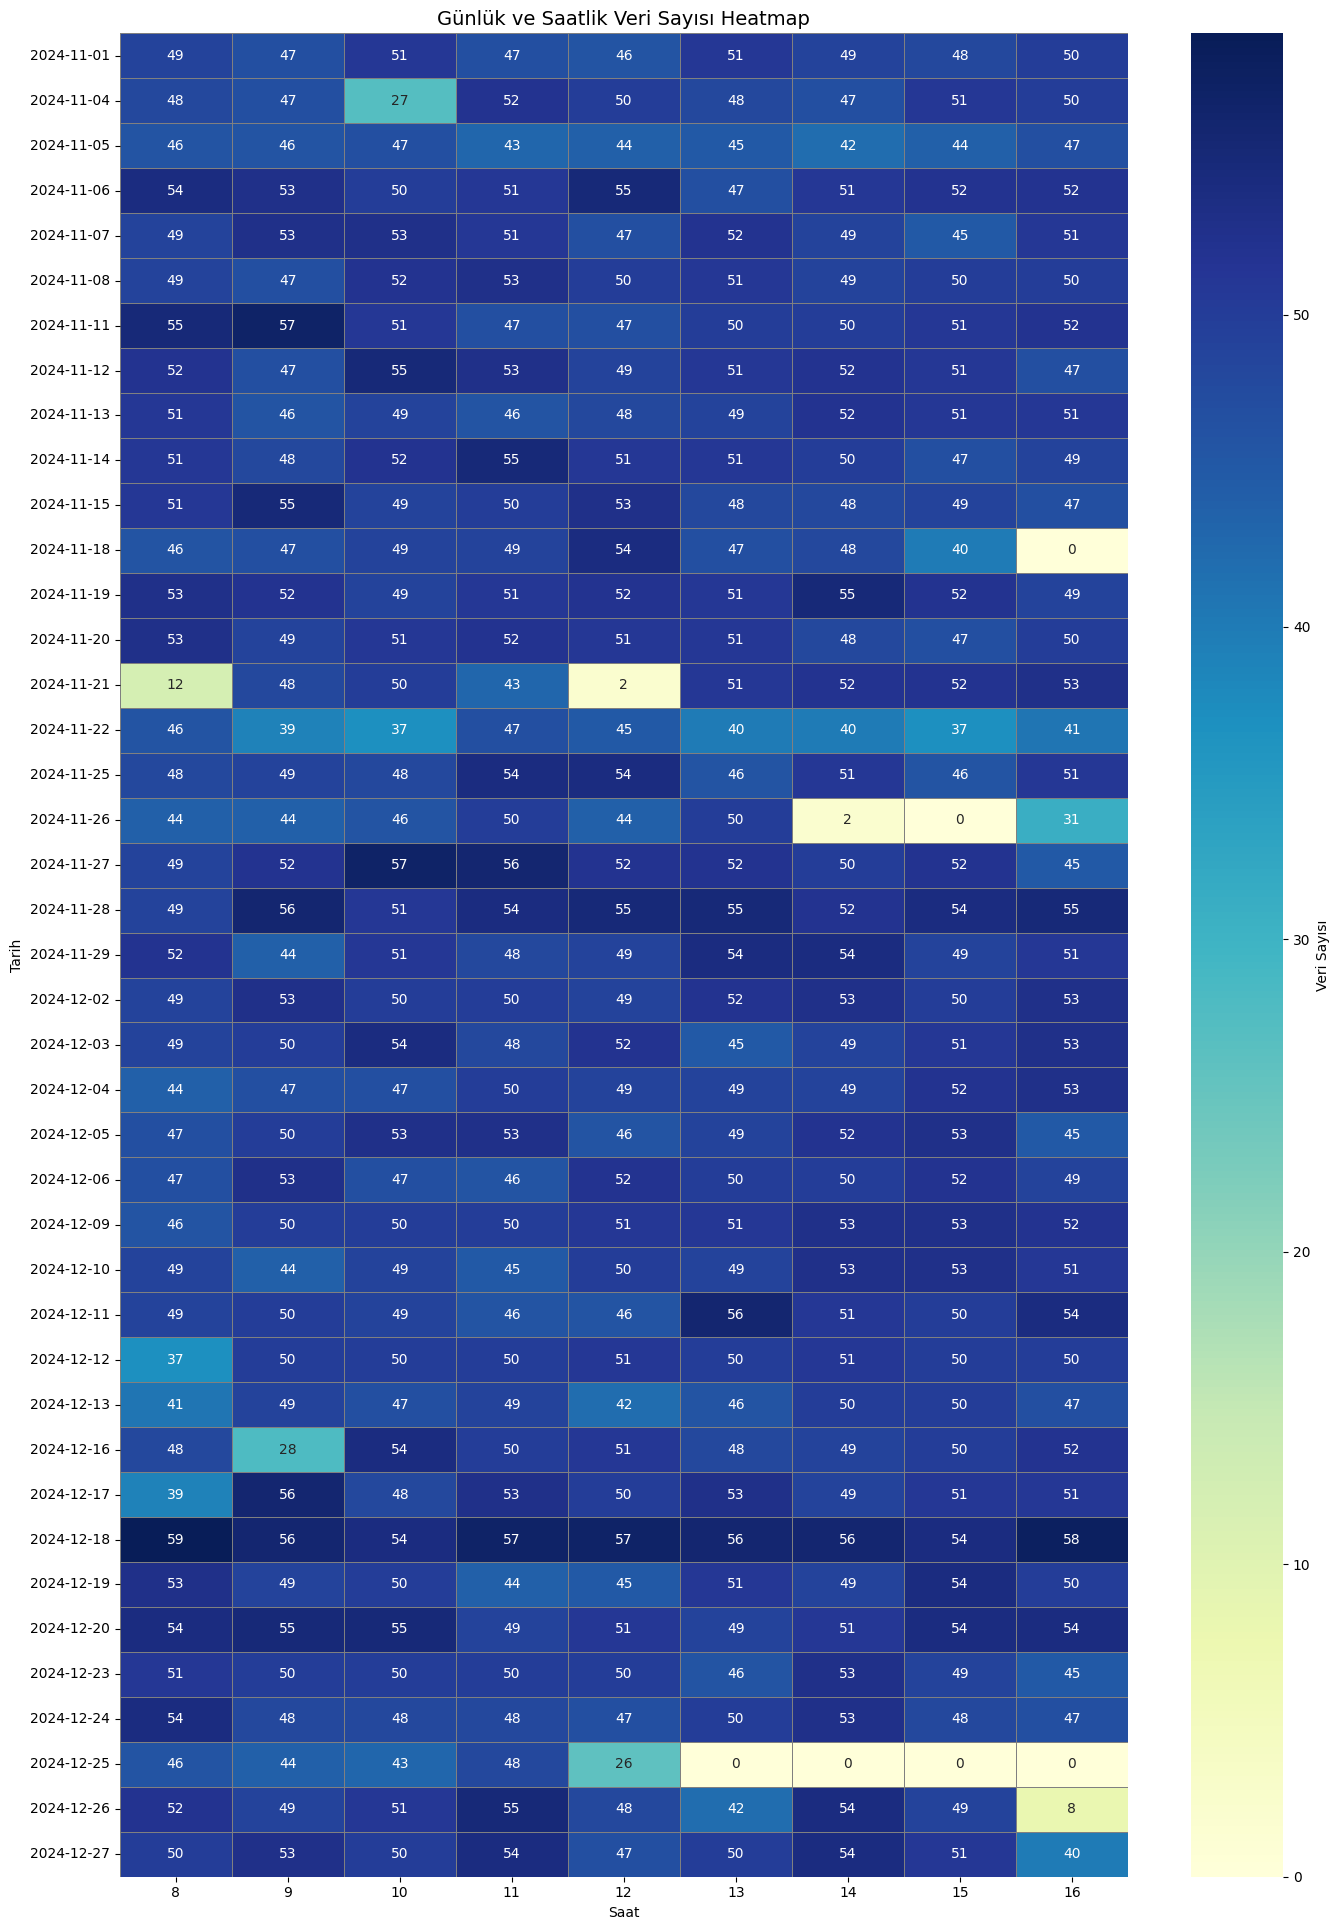 Günlük ve Saatlik Veri Sayısı Heatmap
2024-11-01 49 47 51 47 46 51 49 48 50
2024-11-04 48 47 27 52 50 48 47 51 50
2024-11-05 46 46 47 43 44 45 42 44 47
2024-11-06 54 53 50 51 55 47 51 52 52
2024-11-07 49 53 53 51 47 52 49 45 51
2024-11-08 49 47 52 53 50 51 49 50 50
2024-11-11 55 57 51 47 47 50 50 51 52
2024-11-12 52 47 55 53 49 51 52 51 47
2024-11-13 51 46 49 46 48 49 52 51 51
2024-11-14 51 48 52 55 51 51 50 47 49
2024-11-15 51 55 49 50 53 48 48 49 47
2024-11-18 46 47 49 49 54 47 48 40 0
2024-11-19 53 52 49 51 52 51 55 52 49
2024-11-20 53 49 51 52 51 51 48 47 50
2024-11-21 12 48 50 43 2 51 52 52 53
2024-11-22 46 39 37 47 45 40 40 37 41
2024-11-25 48 49 48 54 54 46 51 46 51
2024-11-26 44 44 46 50 44 50 2 0 31
2024-11-27 49 52 57 56 52 52 50 52 45
2024-11-28 49 56 51 54 55 55 52 54 55
2024-11-29 52 44 51 48 49 54 54 49 51
2024-12-02 49 53 50 50 49 52 53 50 53
2024-12-03 49 50 54 48 52 45 49 51 53
2024-12-04 44 47 47 50 49 49 49 52 53
2024-12-05 47 50 53 53 46 49 52 53 45
2024-12-06 47 53 47 46 52 50 50 52 49
2024-12-09 46 50 50 50 51 51 53 53 52
2024-12-10 49 44 49 45 50 49 53 53 51
2024-12-11 49 50 49 46 46 56 51 50 54
2024-12-12 37 50 50 50 51 50 51 50 50
2024-12-13 41 49 47 49 42 46 50 50 47
2024-12-16 48 28 54 50 51 48 49 50 52
2024-12-17 39 56 48 53 50 53 49 51 51
2024-12-18 59 56 54 57 57 56 56 54 58
2024-12-19 53 49 50 44 45 51 49 54 50
2024-12-20 54 55 55 49 51 49 51 54 54
2024-12-23 51 50 50 50 50 46 53 49 45
2024-12-24 54 48 48 48 47 50 53 48 47
2024-12-25 46 44 43 48 26 0 0 0 0
2024-12-26 52 49 51 55 48 42 54 49 8
2024-12-27 50 53 50 54 47 50 54 51 40
8 9 10 11 12 13 14 15 16
Saat
Tarih
50
40
30
20
10
0
Veri Sayısı